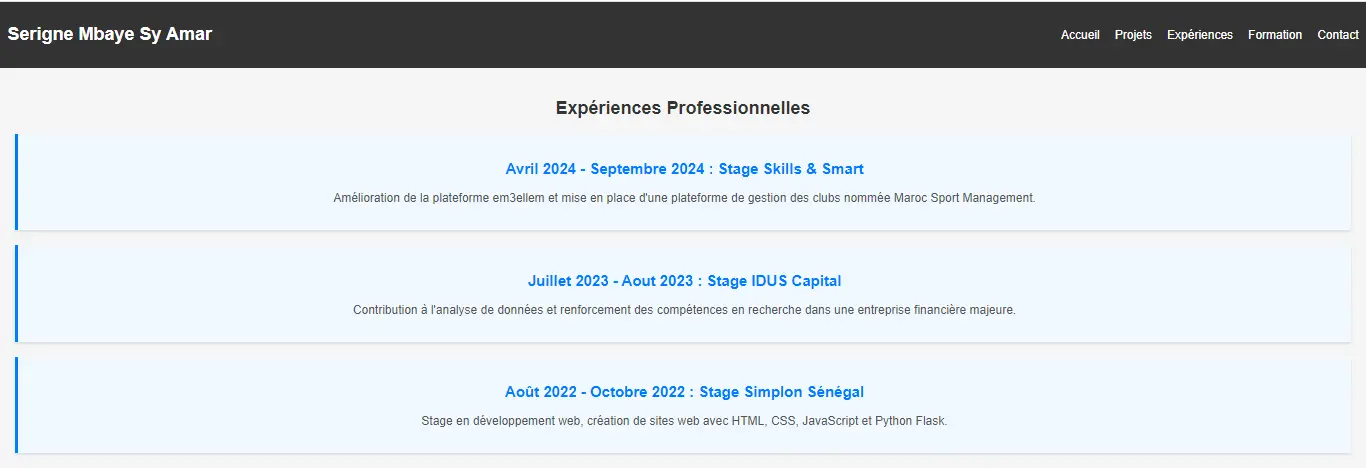 Serigne Mbaye Sy Amar
Accueil Projets Expériences Formation Contact
Expériences Professionnelles
Avril 2024 - Septembre 2024 : Stage Skills & Smart
Amélioration de la plateforme em3ellem et mise en place d'une plateforme de gestion des clubs nommée Maroc Sport Management.
Juillet 2023 - Aout 2023 : Stage IDUS Capital
Contribution à l'analyse de données et renforcement des compétences en recherche dans une entreprise financière majeure.
Août 2022 - Octobre 2022 : Stage Simplon Sénégal
Stage en développement web, création de sites web avec HTML, CSS, JavaScript et Python Flask.